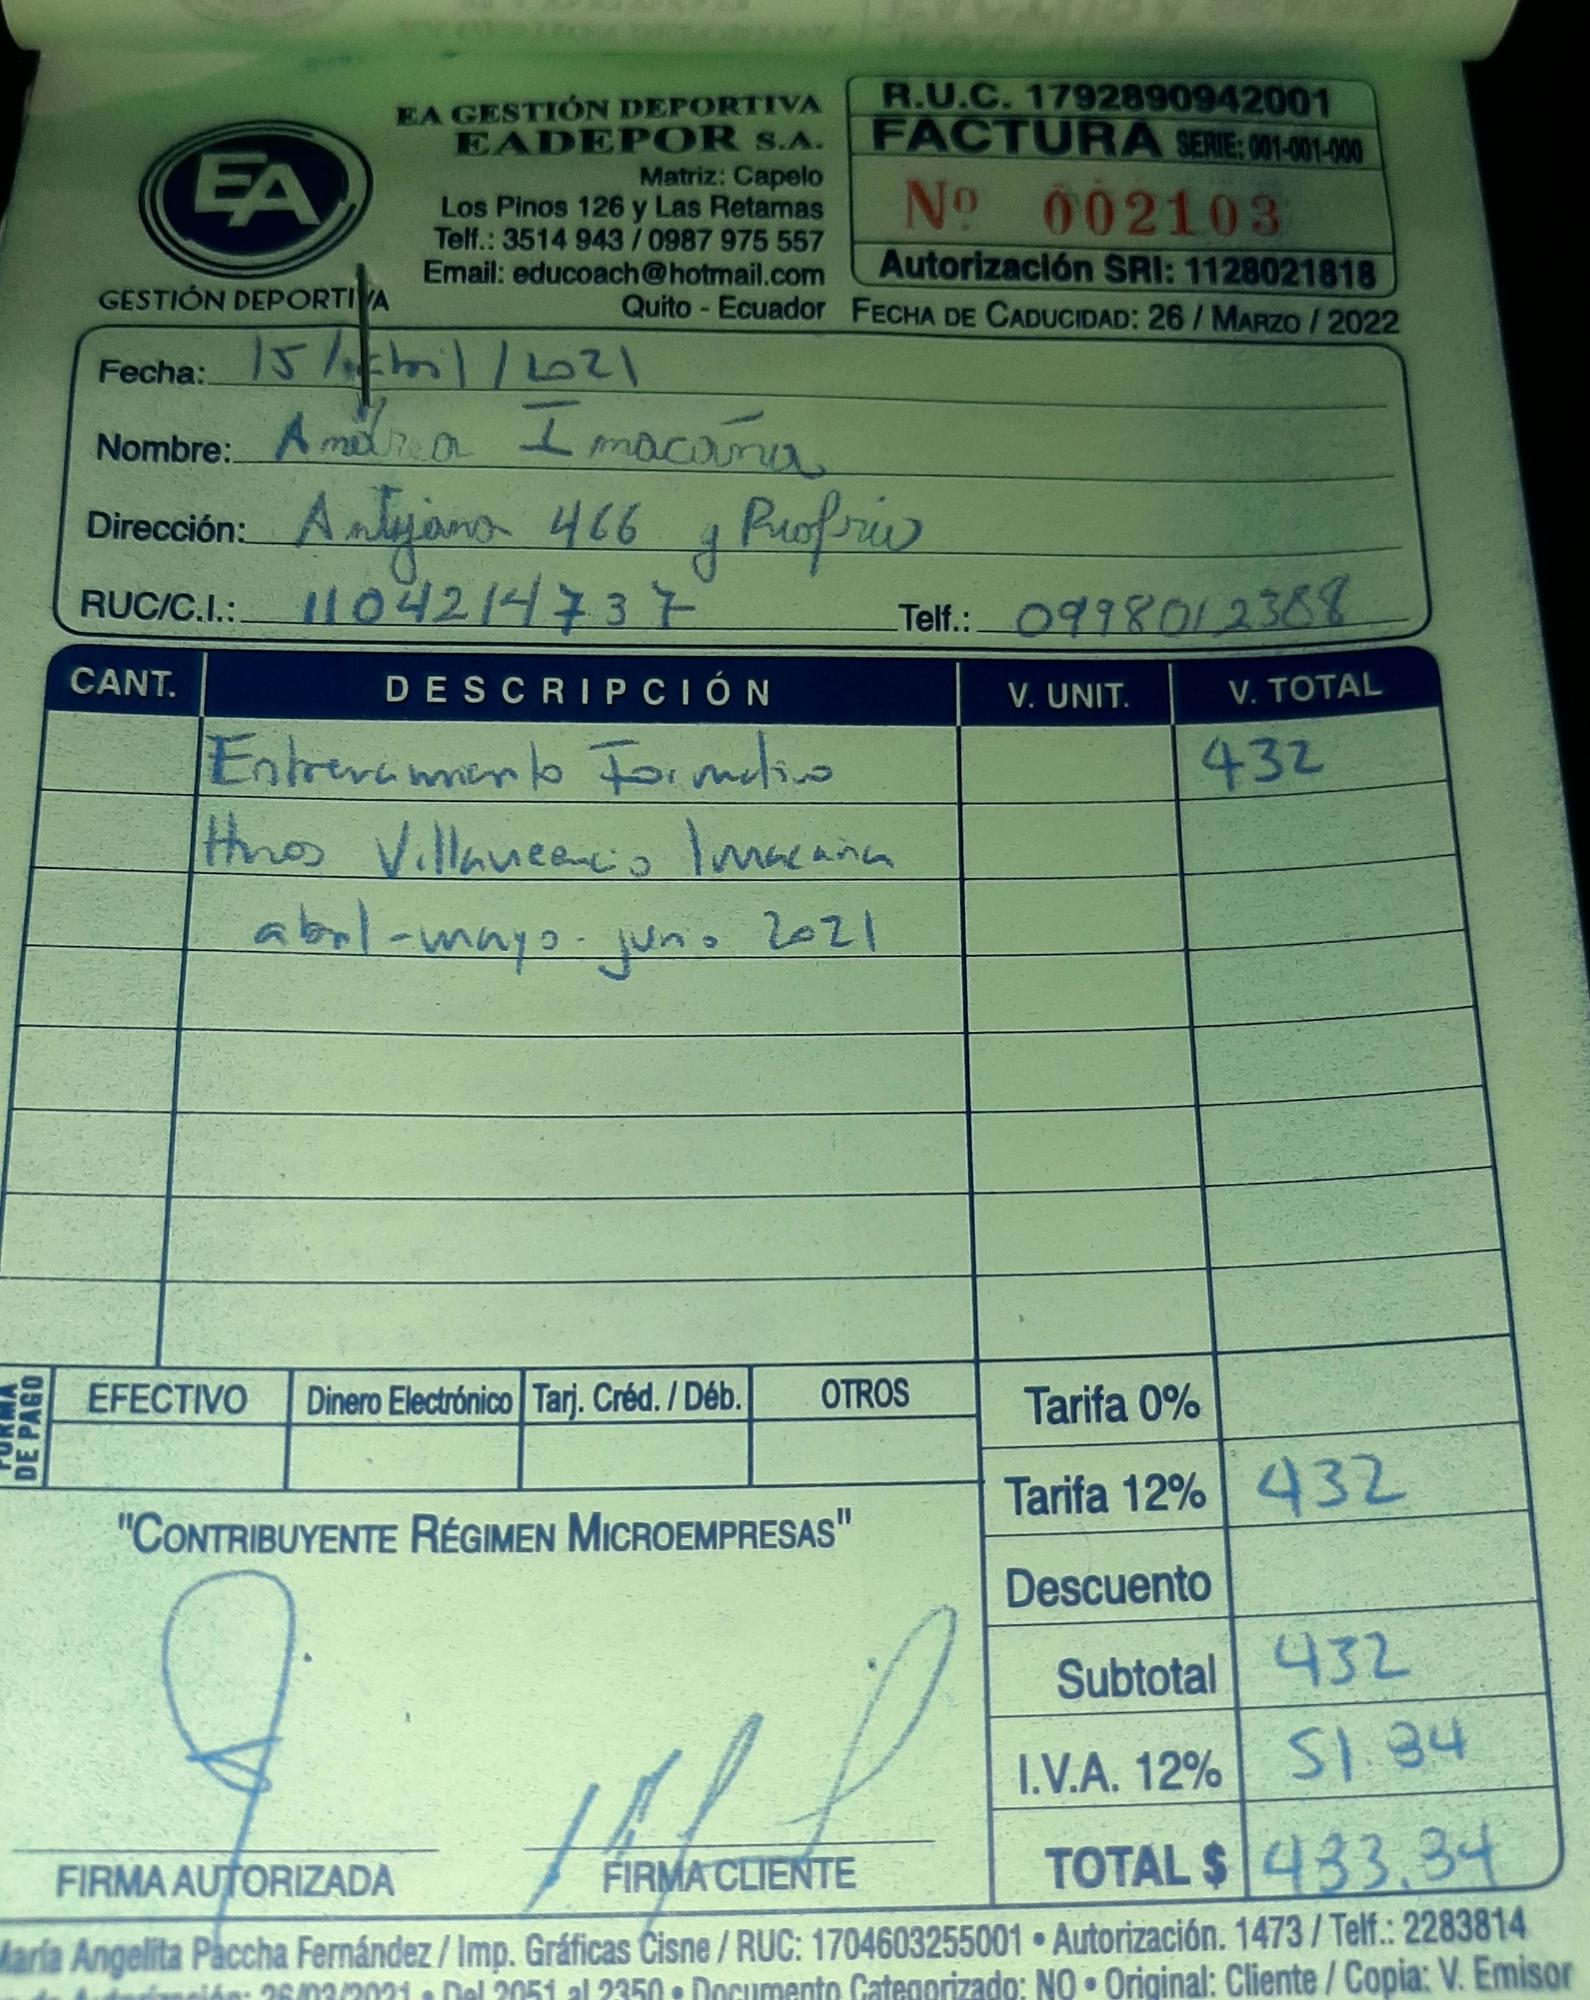 EA GESTIÓN DEPORTIVA
EADEPOR S.A.
Matriz: Capelo
Los Pinos 126 y Las Retamas
Telf.: 3514 943 / 0987 975 557
Email: educoach@hotmail.com
Quito - Ecuador
EA
GESTIÓN DEPORTIVA
R.U.C. 1792890942001
FACTURA SERIE: 001-001-000
Nº 002103
Autorización SRI: 1128021818
FECHA DE CADUCIDAD: 26 / MARZO / 2022
Fecha: 15 / abril / 2021
Nombre: Andrea Imacaña
Dirección: Antijana 466 y Riofrio
RUC/C.I.: 1104214737 Telf.: 0998012388
CANT. DESCRIPCIÓN V. UNIT. V. TOTAL
Entrenamiento Formativo 432
Hnos Villavicencio Imacaña
abril-mayo-junio 2021
FORMA DE PAGO
EFECTIVO Dinero Electrónico Tarj. Créd. / Déb. OTROS
Tarifa 0%
Tarifa 12% 432
"CONTRIBUYENTE RÉGIMEN MICROEMPRESAS"
Descuento
Subtotal 432
I.V.A. 12% 51.84
TOTAL $ 483.84
FIRMA AUTORIZADA FIRMA CLIENTE
María Angelita Paccha Fernández / Imp. Gráficas Cisne / RUC: 1704603255001 • Autorización. 1473 / Telf.: 2283814
de Autorización: 26/03/2021 • Del 2051 al 2350 • Documento Categorizado: NO • Original: Cliente / Copia: V. Emisor